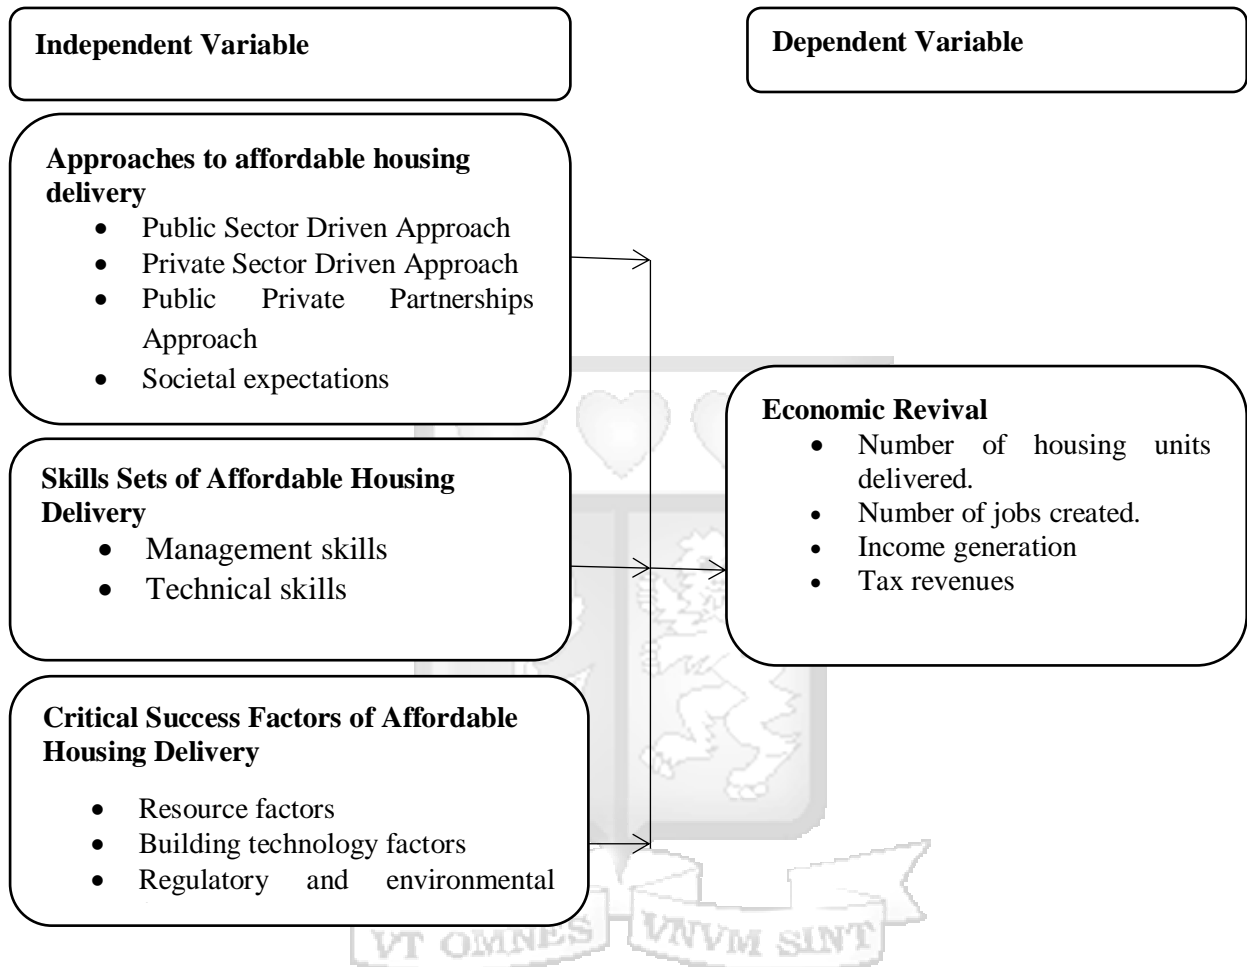 Independent Variable
Dependent Variable
Approaches to affordable housing
delivery
• Public Sector Driven Approach
• Private Sector Driven Approach
• Public Private Partnerships
Approach
• Societal expectations
Skills Sets of Affordable Housing
Delivery
• Management skills
• Technical skills
Critical Success Factors of Affordable
Housing Delivery
• Resource factors
• Building technology factors
• Regulatory and environmental
Economic Revival
• Number of housing units
delivered.
• Number of jobs created.
• Income generation
• Tax revenues
VT OMNES VNVM SINT